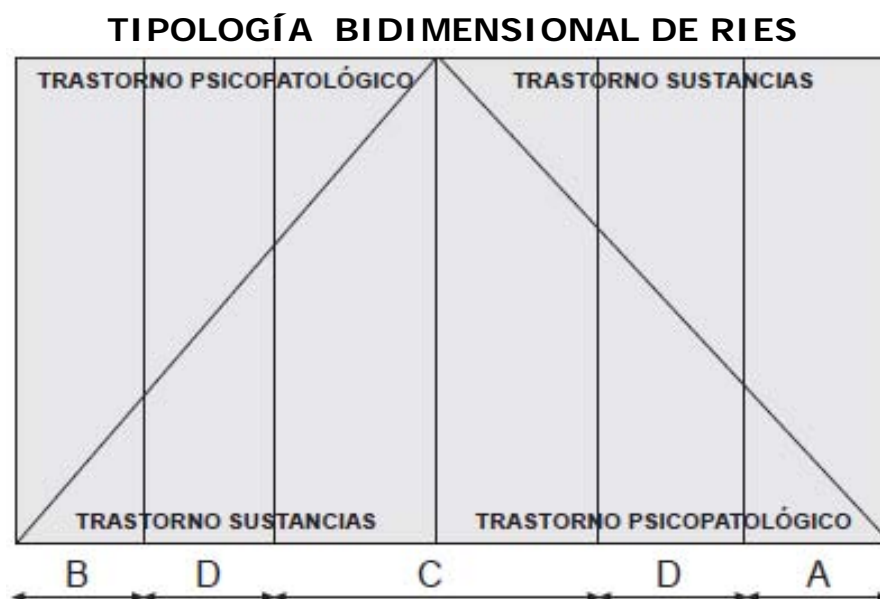 TIPOLOGÍA BIDIMENSIONAL DE RIES
TRASTORNO PSICOPATOLÓGICO TRASTORNO SUSTANCIAS
TRASTORNO SUSTANCIAS TRASTORNO PSICOPATOLÓGICO
B D C D A